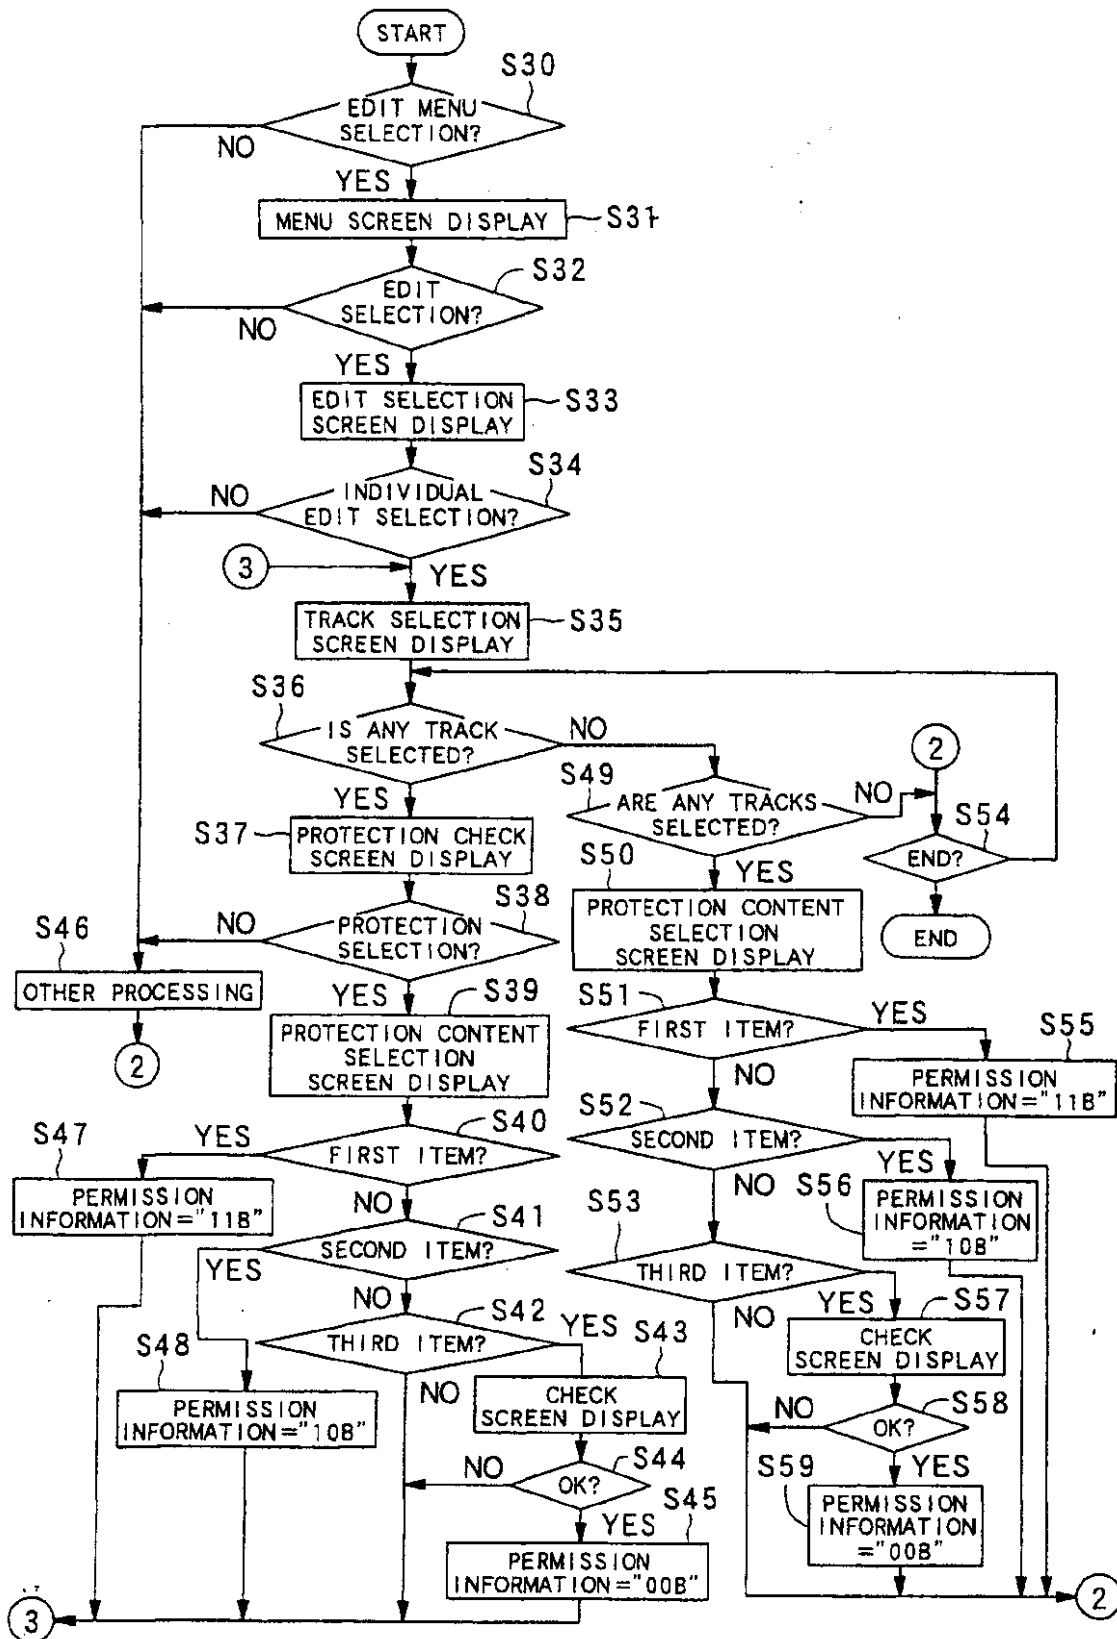 START
S30
EDIT MENU
SELECTION?
NO
YES
MENU SCREEN DISPLAY
S31
S32
EDIT
SELECTION?
NO
YES
EDIT SELECTION
SCREEN DISPLAY
S33
S34
INDIVIDUAL
EDIT SELECTION?
NO
3
YES
TRACK SELECTION
SCREEN DISPLAY
S35
S36
IS ANY TRACK
SELECTED?
NO
YES
S37
PROTECTION CHECK
SCREEN DISPLAY
S38
PROTECTION
SELECTION?
NO
YES
S46
OTHER PROCESSING
2
S39
PROTECTION CONTENT
SELECTION
SCREEN DISPLAY
S40
FIRST ITEM?
YES
NO
S47
PERMISSION
INFORMATION="11B"
S41
SECOND ITEM?
YES
NO
S48
PERMISSION
INFORMATION="10B"
S42
THIRD ITEM?
YES
NO
S43
CHECK
SCREEN DISPLAY
S44
OK?
NO
YES
S45
PERMISSION
INFORMATION="00B"
3
S49
ARE ANY TRACKS
SELECTED?
NO
YES
2
S54
END?
END
S50
PROTECTION CONTENT
SELECTION
SCREEN DISPLAY
S51
FIRST ITEM?
YES
NO
S55
PERMISSION
INFORMATION="11B"
S52
SECOND ITEM?
YES
NO
S56
PERMISSION
INFORMATION
="10B"
S53
THIRD ITEM?
YES
NO
S57
CHECK
SCREEN DISPLAY
S58
OK?
NO
YES
S59
PERMISSION
INFORMATION
="00B"
2